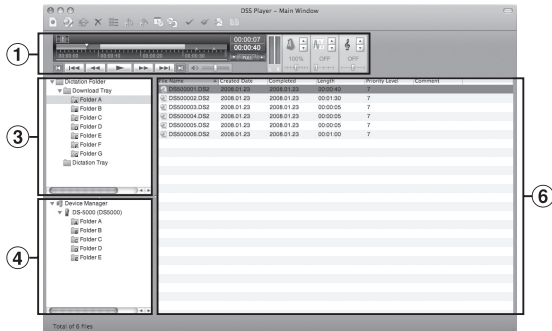 DSS Player – Main Window
1
00:00:07
00:00:40
Max
100%
OFF
OFF
3
Dictation Folder
Download Tray
Folder A
Folder B
Folder C
Folder D
Folder E
Folder F
Folder G
Dictation Tray
File Name Created Date Completed Length Priority Level Comment
DS500001.DS2 2008.01.23 2008.01.23 00:00:40 7
DS500002.DS2 2008.01.23 2008.01.23 00:01:30 7
DS500004.DS2 2008.01.23 2008.01.23 00:00:05 7
DS500003.DS2 2008.01.23 2008.01.23 00:00:05 7
DS500005.DS2 2008.01.23 2008.01.23 00:00:05 7
DS500006.DS2 2008.01.23 2008.01.23 00:01:00 7
6
4
Device Manager
DS-5000 (DS5000)
Folder A
Folder B
Folder C
Folder D
Folder E
Total of 6 Files